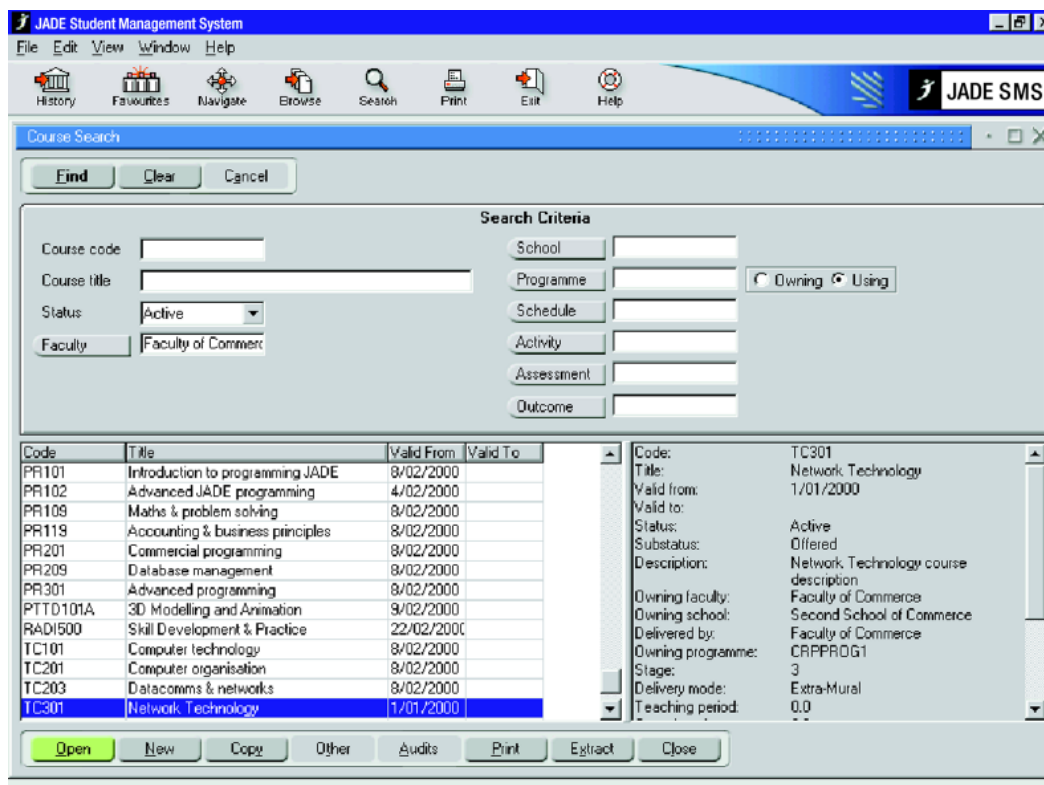 JADE Student Management System
File Edit View Window Help
History Favourites Navigate Browse Search Print Exit Help
JADE SMS
Course Search
Find Clear Cancel
Search Criteria
Course code School
Course title Programme Owning Using
Status Active Schedule
Faculty Faculty of Commerc Activity
Assessment
Outcome
Code Title Valid From Valid To
PR101 Introduction to programming JADE 8/02/2000
PR102 Advanced JADE programming 4/02/2000
PR109 Maths & problem solving 8/02/2000
PR119 Accounting & business principles 8/02/2000
PR201 Commercial programming 8/02/2000
PR209 Database management 8/02/2000
PR301 Advanced programming 8/02/2000
PTTD101A 3D Modelling and Animation 9/02/2000
RADI500 Skill Development & Practice 22/02/200(
TC101 Computer technology 8/02/2000
TC201 Computer organisation 8/02/2000
TC203 Datacomms & networks 8/02/2000
TC301 Network Technology 1/01/2000
Code: TC301
Title: Network Technology
Valid from: 1/01/2000
Valid to:
Status: Active
Substatus: Offered
Description: Network Technology course
description
Owning faculty: Faculty of Commerce
Owning school: Second School of Commerce
Delivered by: Faculty of Commerce
Owning programme: CRPPROG1
Stage: 3
Delivery mode: Extra-Mural
Teaching period: 0.0
Open New Copy Other Audits Print Extract Close